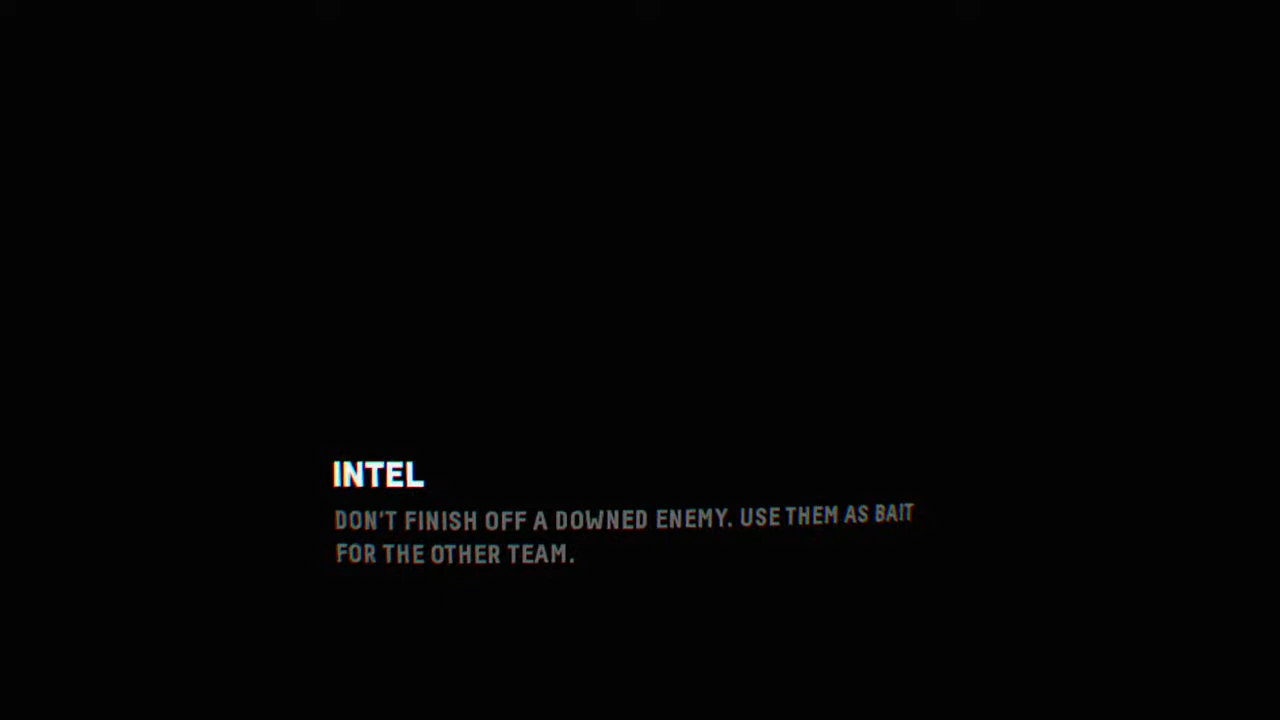 INTEL
DON'T FINISH OFF A DOWNED ENEMY. USE THEM AS BAIT
FOR THE OTHER TEAM.